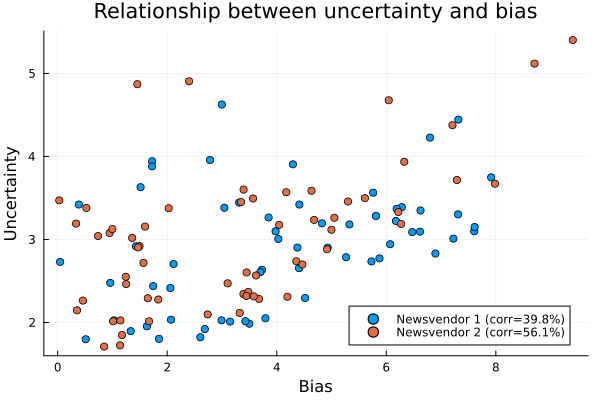 Relationship between uncertainty and bias
Uncertainty
5
4
3
2
0
2
4
6
8
Bias
Newsvendor 1 (corr=39.8%)
Newsvendor 2 (corr=56.1%)